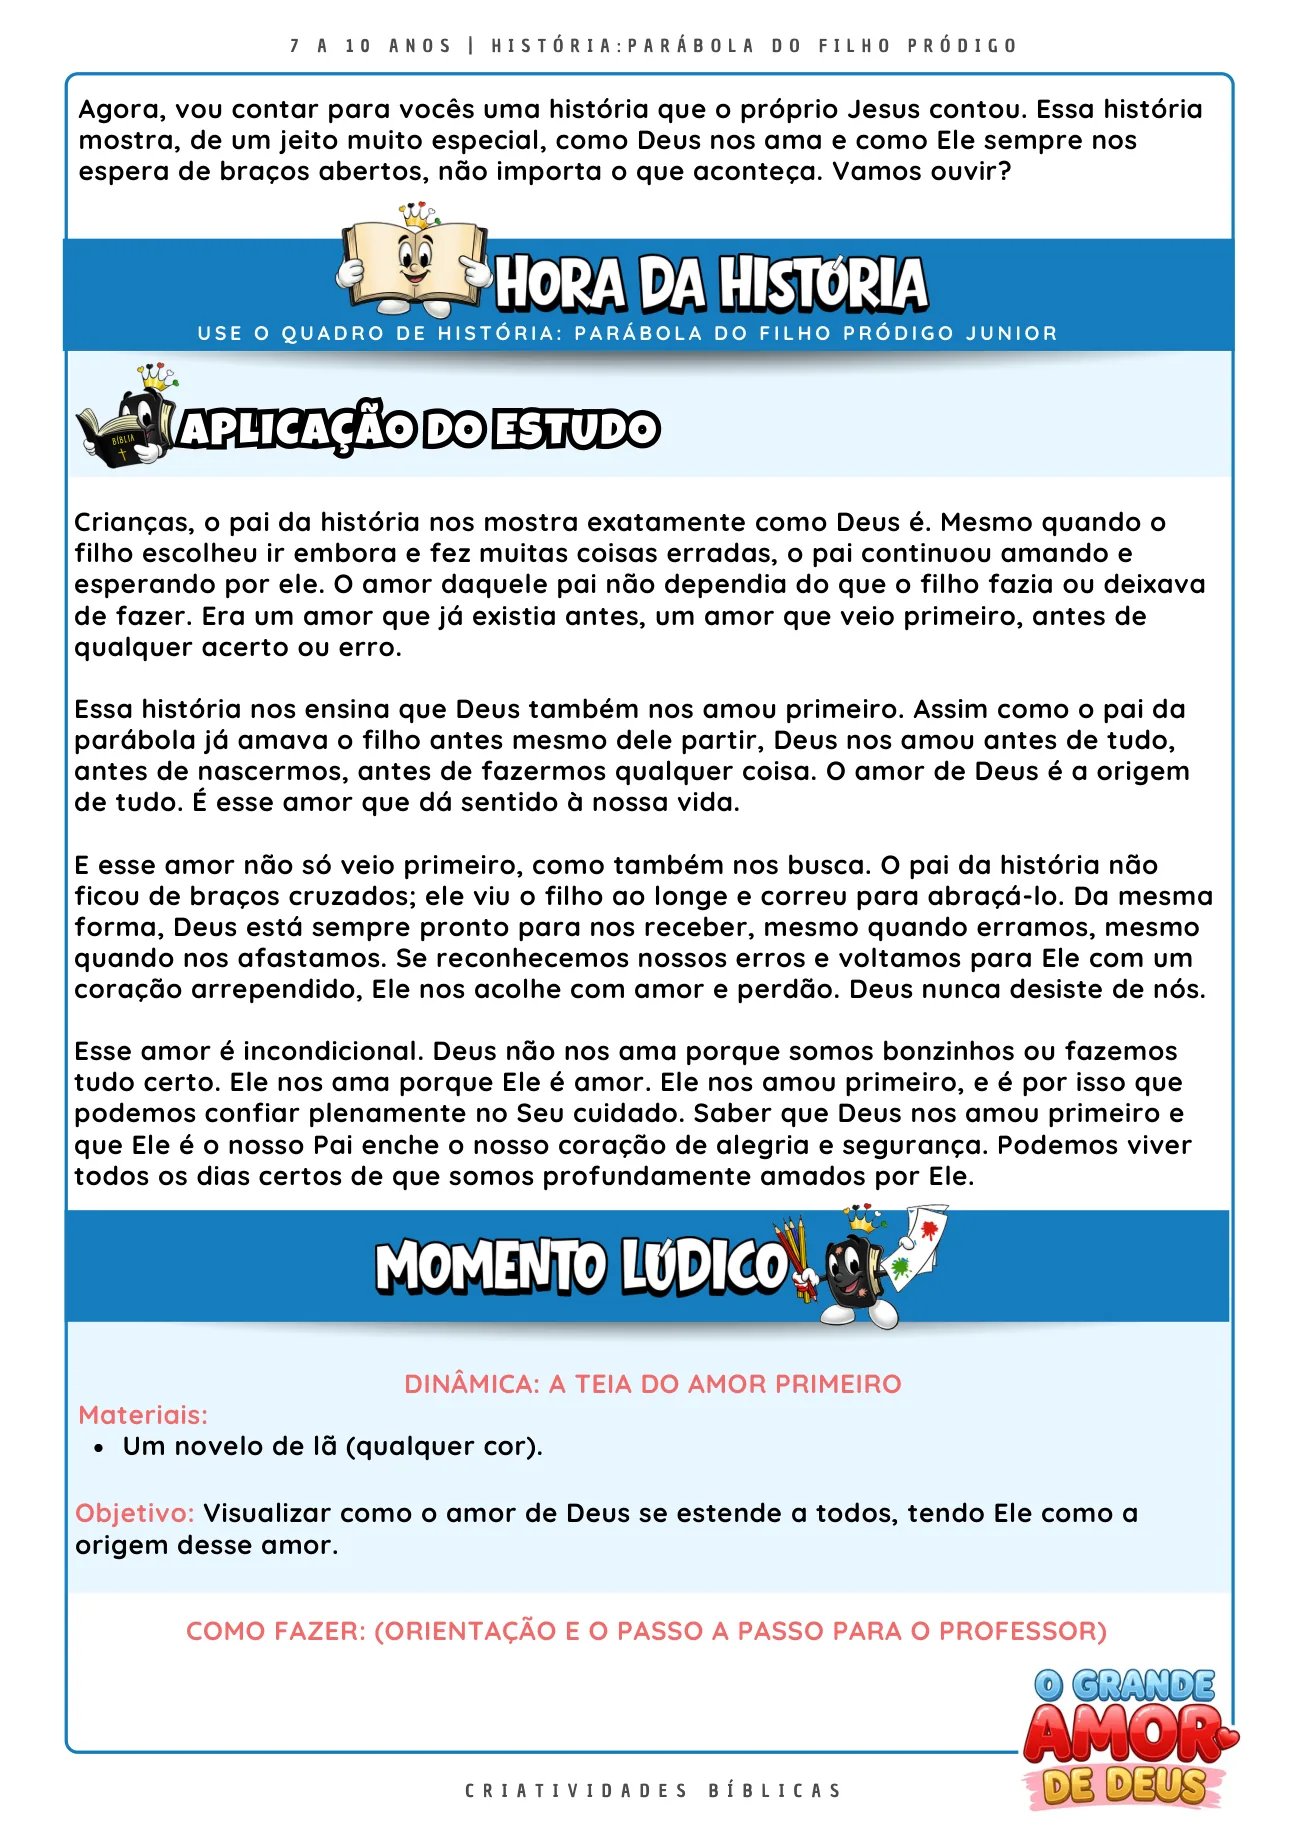 7 A 10 ANOS | HISTÓRIA:PARÁBOLA DO FILHO PRÓDIGO
Agora, vou contar para vocês uma história que o próprio Jesus contou. Essa história
mostra, de um jeito muito especial, como Deus nos ama e como Ele sempre nos
espera de braços abertos, não importa o que aconteça. Vamos ouvir?
HORA DA HISTÓRIA
USE O QUADRO DE HISTÓRIA: PARÁBOLA DO FILHO PRÓDIGO JUNIOR
BÍBLIA
APLICAÇÃO DO ESTUDO
Crianças, o pai da história nos mostra exatamente como Deus é. Mesmo quando o
filho escolheu ir embora e fez muitas coisas erradas, o pai continuou amando e
esperando por ele. O amor daquele pai não dependia do que o filho fazia ou deixava
de fazer. Era um amor que já existia antes, um amor que veio primeiro, antes de
qualquer acerto ou erro.
Essa história nos ensina que Deus também nos amou primeiro. Assim como o pai da
parábola já amava o filho antes mesmo dele partir, Deus nos amou antes de tudo,
antes de nascermos, antes de fazermos qualquer coisa. O amor de Deus é a origem
de tudo. É esse amor que dá sentido à nossa vida.
E esse amor não só veio primeiro, como também nos busca. O pai da história não
ficou de braços cruzados; ele viu o filho ao longe e correu para abraçá-lo. Da mesma
forma, Deus está sempre pronto para nos receber, mesmo quando erramos, mesmo
quando nos afastamos. Se reconhecemos nossos erros e voltamos para Ele com um
coração arrependido, Ele nos acolhe com amor e perdão. Deus nunca desiste de nós.
Esse amor é incondicional. Deus não nos ama porque somos bonzinhos ou fazemos
tudo certo. Ele nos ama porque Ele é amor. Ele nos amou primeiro, e é por isso que
podemos confiar plenamente no Seu cuidado. Saber que Deus nos amou primeiro e
que Ele é o nosso Pai enche o nosso coração de alegria e segurança. Podemos viver
todos os dias certos de que somos profundamente amados por Ele.
MOMENTO LÚDICO
DINÂMICA: A TEIA DO AMOR PRIMEIRO
Materiais:
• Um novelo de lã (qualquer cor).
Objetivo: Visualizar como o amor de Deus se estende a todos, tendo Ele como a
origem desse amor.
COMO FAZER: (ORIENTAÇÃO E O PASSO A PASSO PARA O PROFESSOR)
O GRANDE
AMOR
DE DEUS
CRIATIVIDADES BÍBLICAS